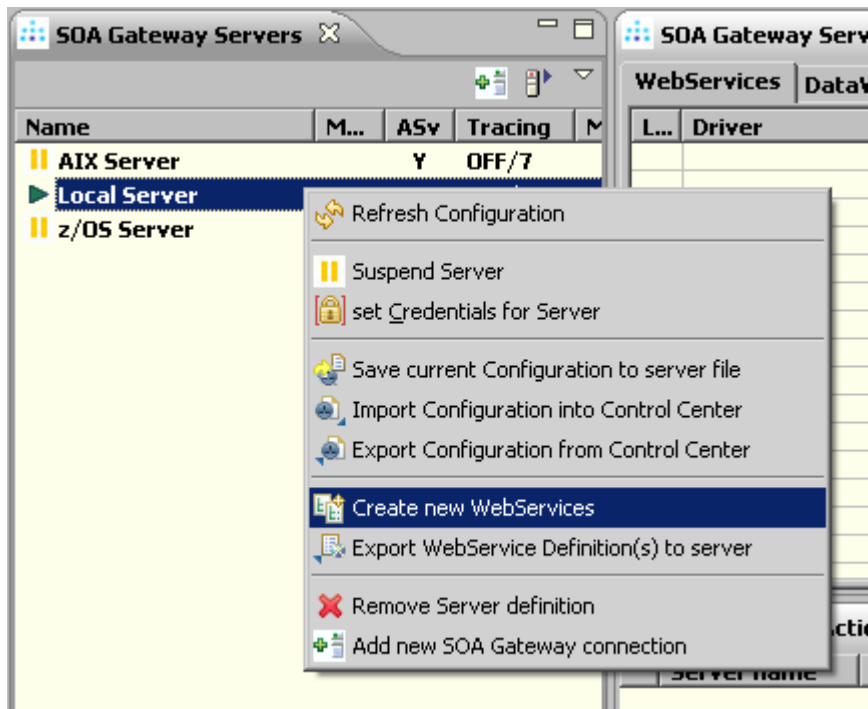 SOA Gateway Servers
SOA Gateway Serv
WebServices
DataV
Name M... ASv Tracing M
L... Driver
AIX Server Y OFF/7
Local Server
z/OS Server
Refresh Configuration
Suspend Server
set Credentials for Server
Save current Configuration to server file
Import Configuration into Control Center
Export Configuration from Control Center
Create new WebServices
Export WebService Definition(s) to server
Remove Server definition
Add new SOA Gateway connection
ctio
Server name